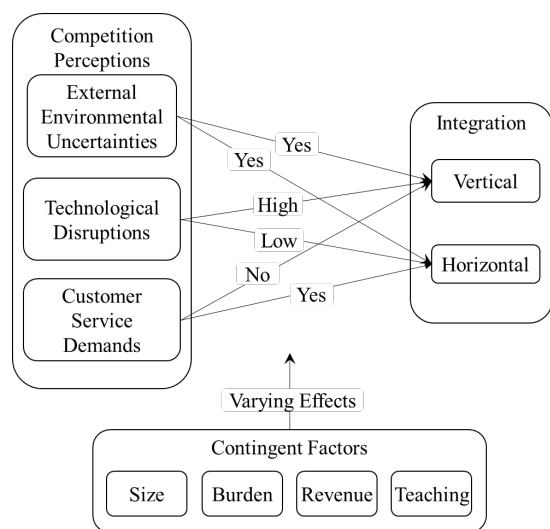 Competition
Perceptions
External
Environmental
Uncertainties
Technological
Disruptions
Customer
Service
Demands
Yes
Yes
High
Low
No
Yes
Integration
Vertical
Horizontal
Varying Effects
Contingent Factors
Size
Burden
Revenue
Teaching